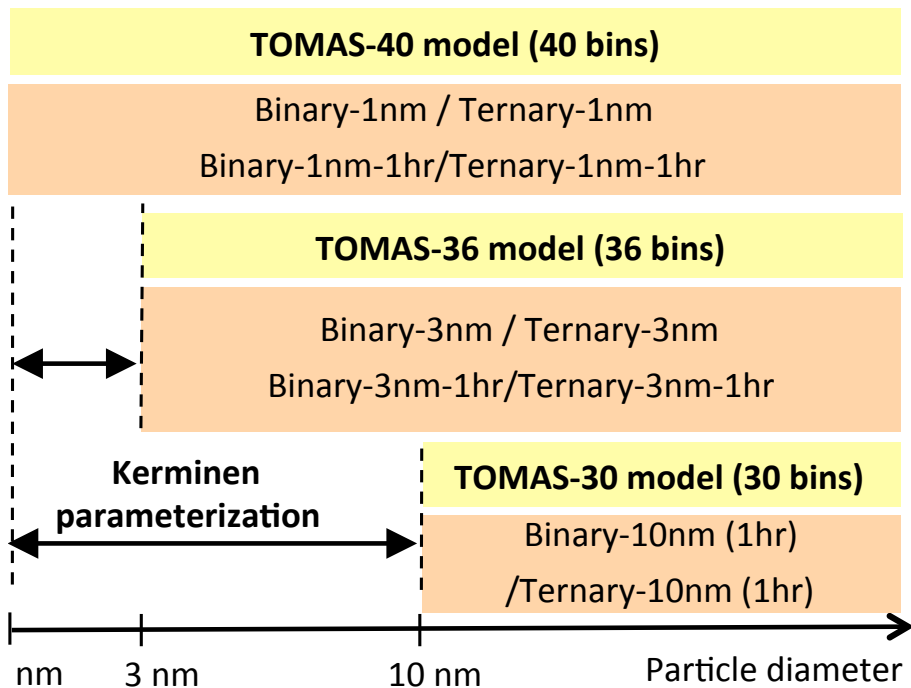 TOMAS-40 model (40 bins)
Binary-1nm / Ternary-1nm
Binary-1nm-1hr/Ternary-1nm-1hr
TOMAS-36 model (36 bins)
Binary-3nm / Ternary-3nm
Binary-3nm-1hr/Ternary-3nm-1hr
Kerminen
parameterization
TOMAS-30 model (30 bins)
Binary-10nm (1hr)
/Ternary-10nm (1hr)
nm
3 nm
10 nm
Particle diameter